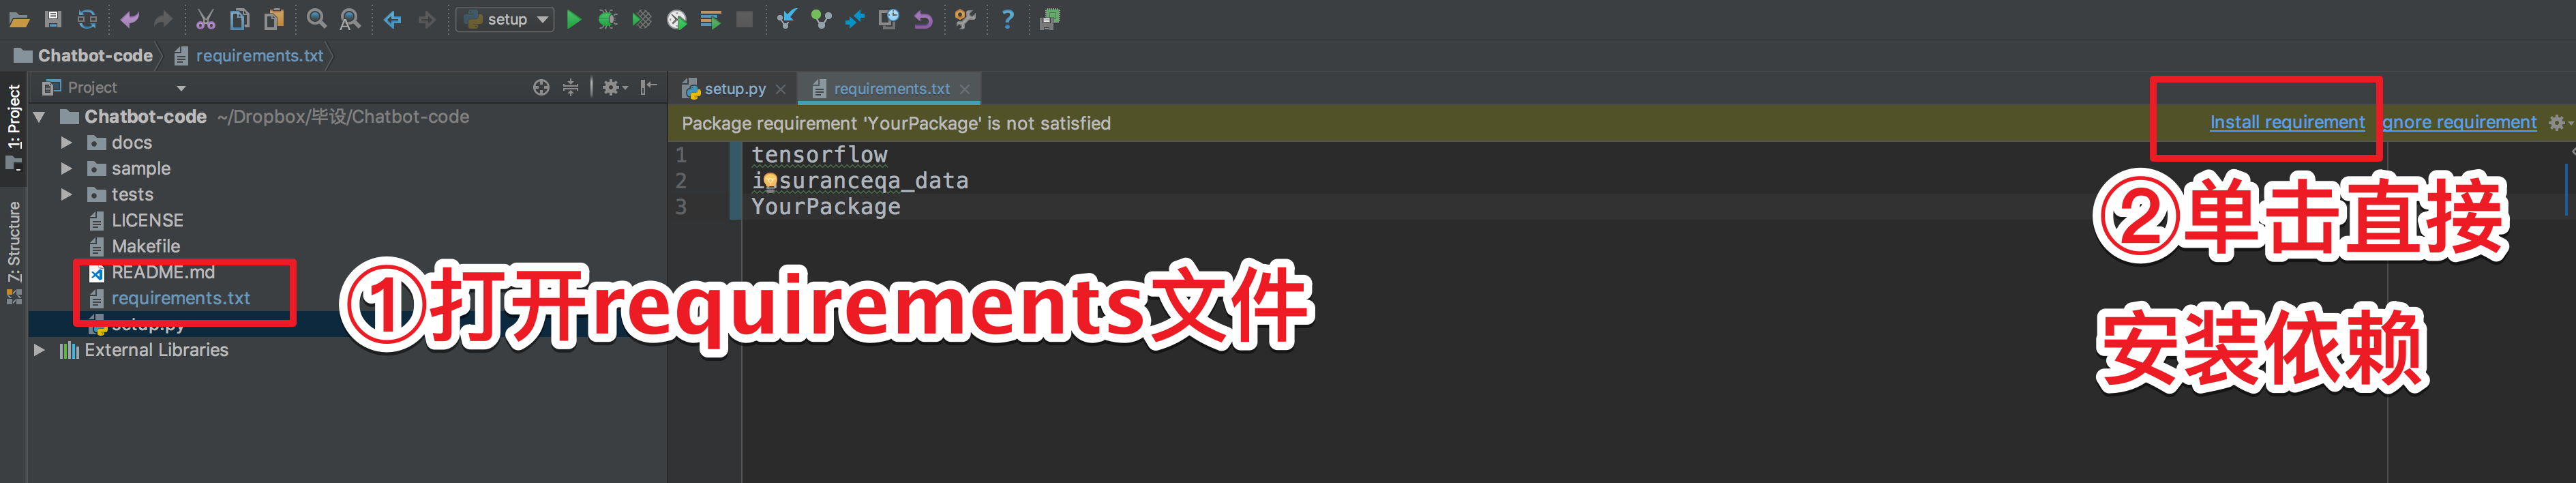 setup
Chatbot-code
requirements.txt
1: Project
Z: Structure
Project
Chatbot-code ~/Dropbox/毕设/Chatbot-code
docs
sample
tests
LICENSE
Makefile
README.md
requirements.txt
setup.py
External Libraries
setup.py
requirements.txt
Package requirement 'YourPackage' is not satisfied
Install requirement
gnore requirement
1 tensorflow
2 insuranceqa_data
3 YourPackage
①打开requirements文件
②单击直接
安装依赖